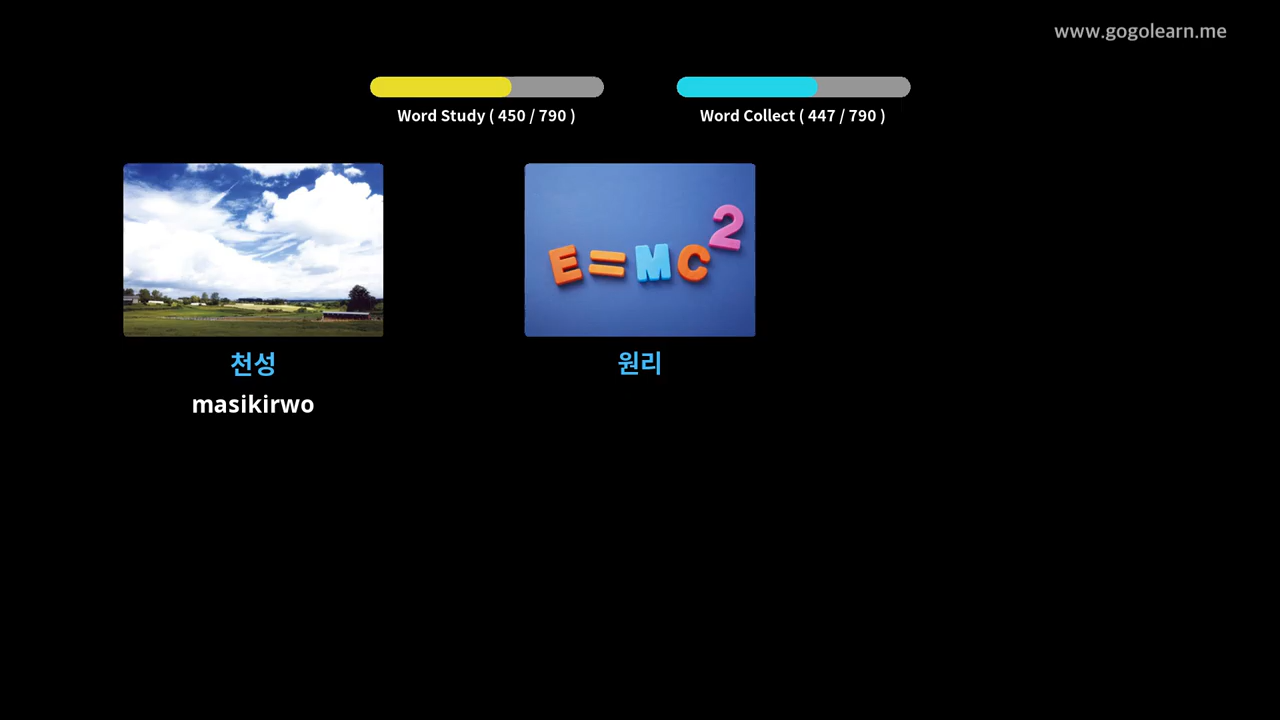 www.gogolearn.me
Word Study ( 450 / 790 )
Word Collect ( 447 / 790 )
E=MC2
천성
원리
masikirwo